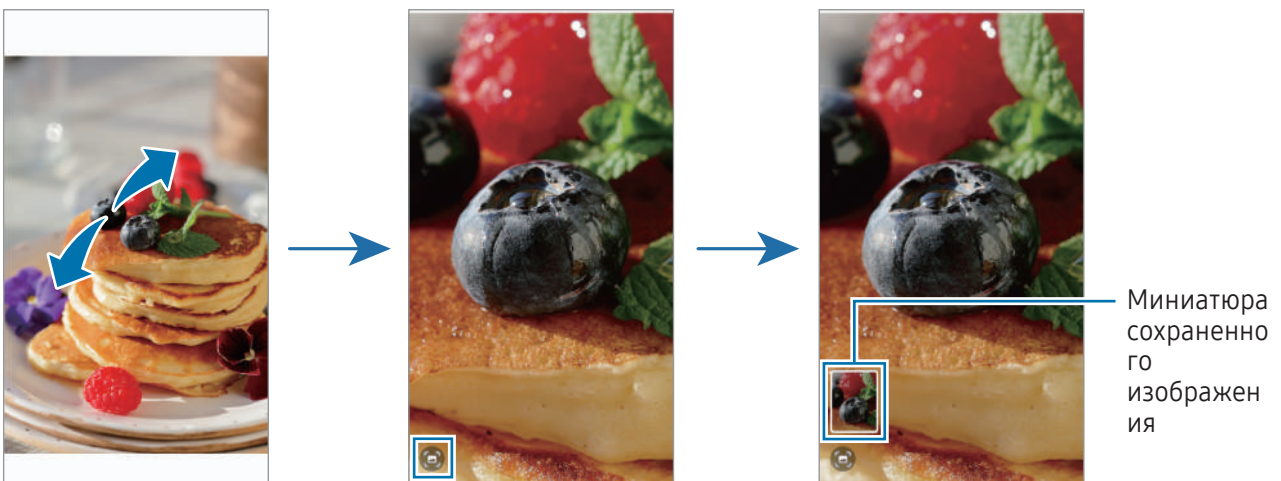 Миниатюра
сохраненно
го
изображен
ия